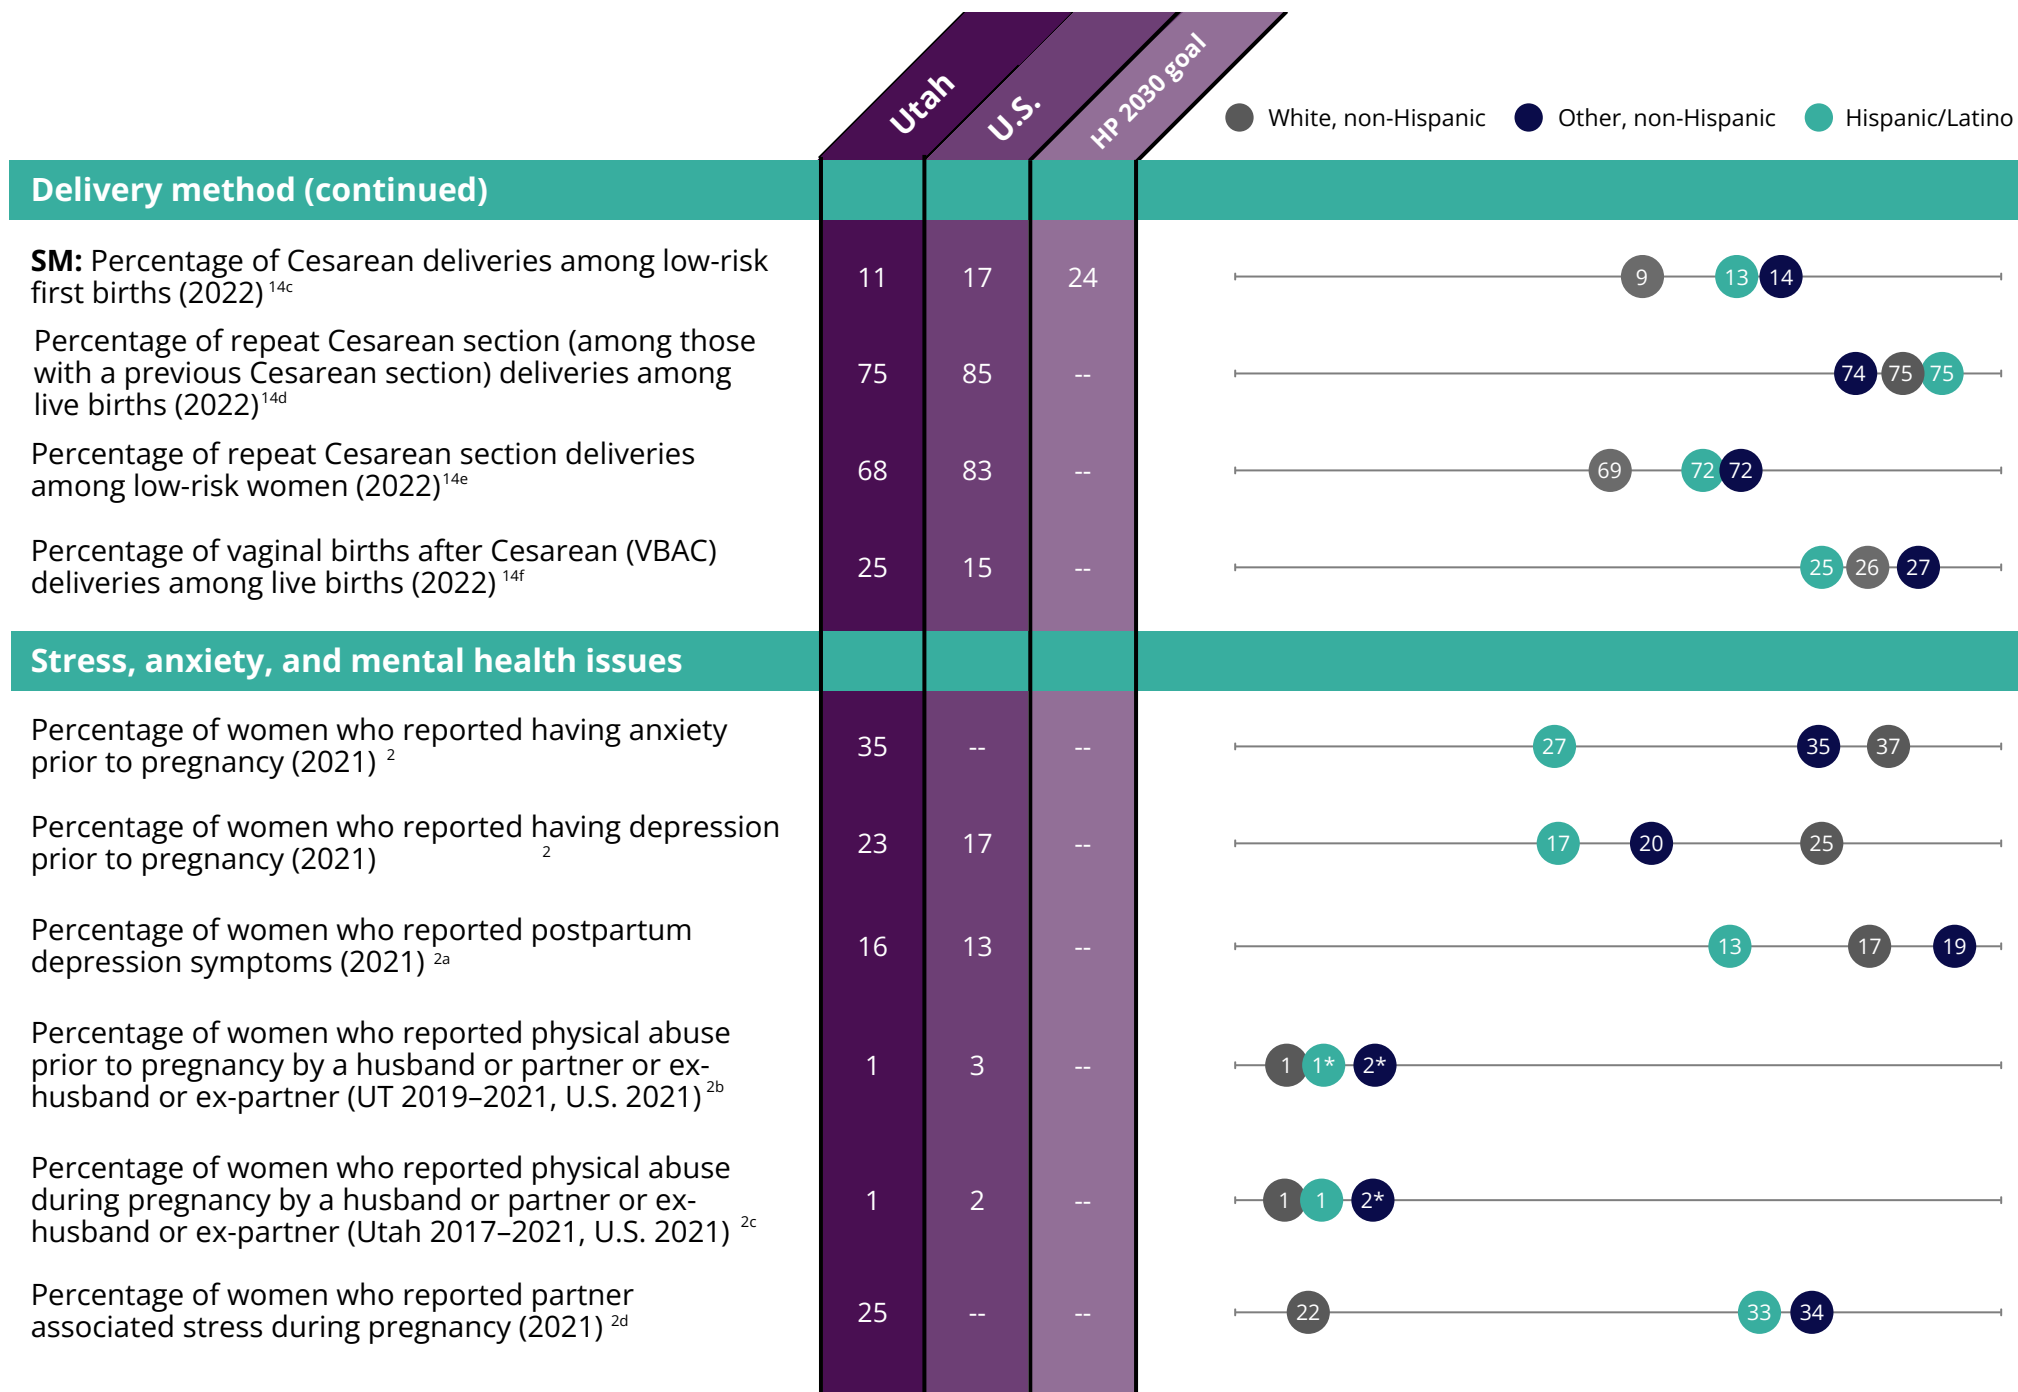 Utah
U.S.
HP 2030 goal
White, non-Hispanic
Other, non-Hispanic
Hispanic/Latino
Delivery method (continued)
SM: Percentage of Cesarean deliveries among low-risk
first births (2022) 14c
11 17 24
9 13 14
Percentage of repeat Cesarean section (among those
with a previous Cesarean section) deliveries among
live births (2022) 14d
75 85 --
74 75 75
Percentage of repeat Cesarean section deliveries
among low-risk women (2022) 14e
68 83 --
69 72 72
Percentage of vaginal births after Cesarean (VBAC)
deliveries among live births (2022) 14f
25 15 --
25 26 27
Stress, anxiety, and mental health issues
Percentage of women who reported having anxiety
prior to pregnancy (2021) 2
35 -- --
27 35 37
Percentage of women who reported having depression
prior to pregnancy (2021) 2
23 17 --
17 20 25
Percentage of women who reported postpartum
depression symptoms (2021) 2a
16 13 --
13 17 19
Percentage of women who reported physical abuse
prior to pregnancy by a husband or partner or ex-
husband or ex-partner (UT 2019–2021, U.S. 2021) 2b
1 3 --
1 1* 2*
Percentage of women who reported physical abuse
during pregnancy by a husband or partner or ex-
husband or ex-partner (Utah 2017–2021, U.S. 2021) 2c
1 2 --
1 1 2*
Percentage of women who reported partner
associated stress during pregnancy (2021) 2d
25 -- --
22 33 34